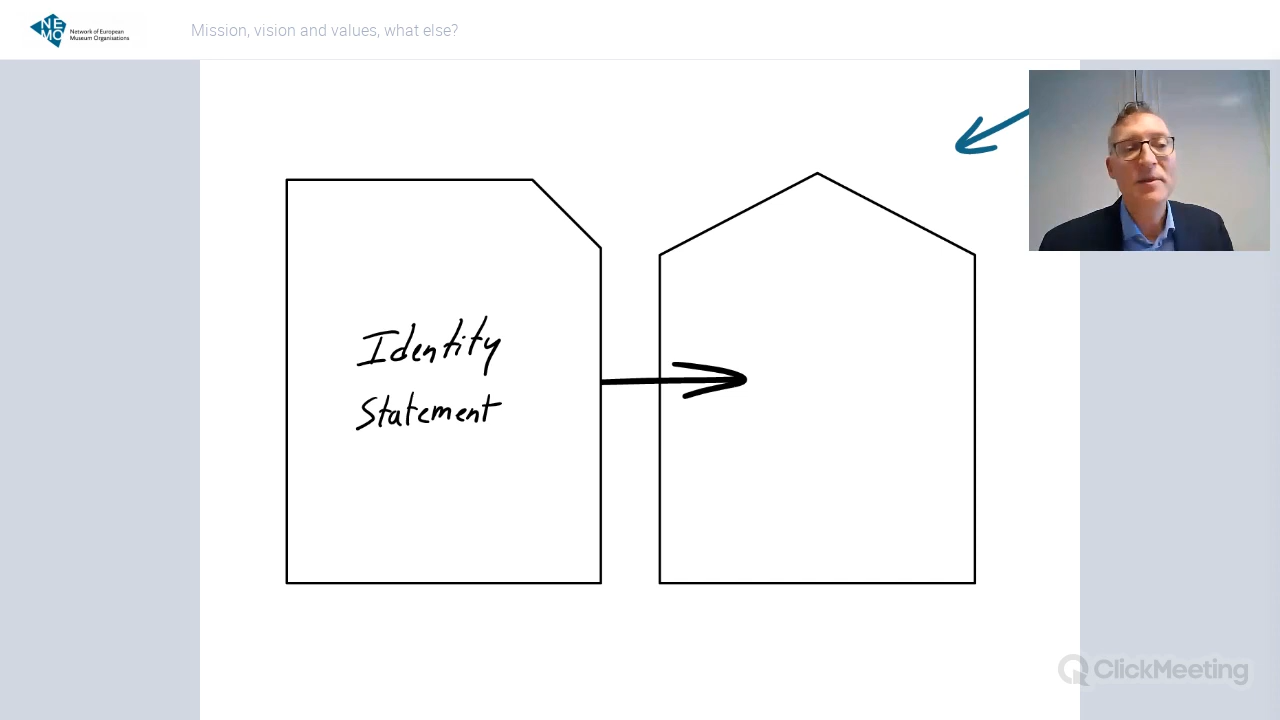 NE
MO
Network of European
Museum Organisations
Mission, vision and values, what else?
Identity
Statement
ClickMeeting